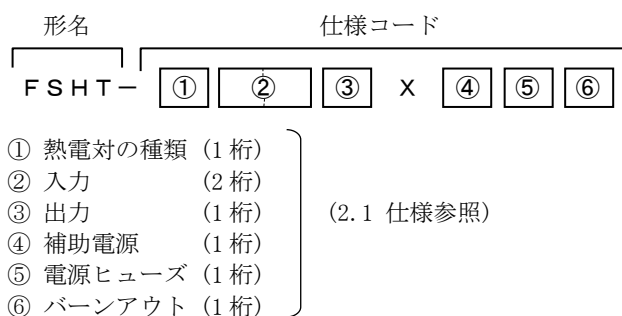 形名 仕様コード
FSHT－ ① ② ③ X ④ ⑤ ⑥
① 熱電対の種類 (1 桁)
② 入力 (2 桁)
③ 出力 (1 桁) (2.1 仕様参照)
④ 補助電源 (1 桁)
⑤ 電源ヒューズ (1 桁)
⑥ バーンアウト (1 桁)